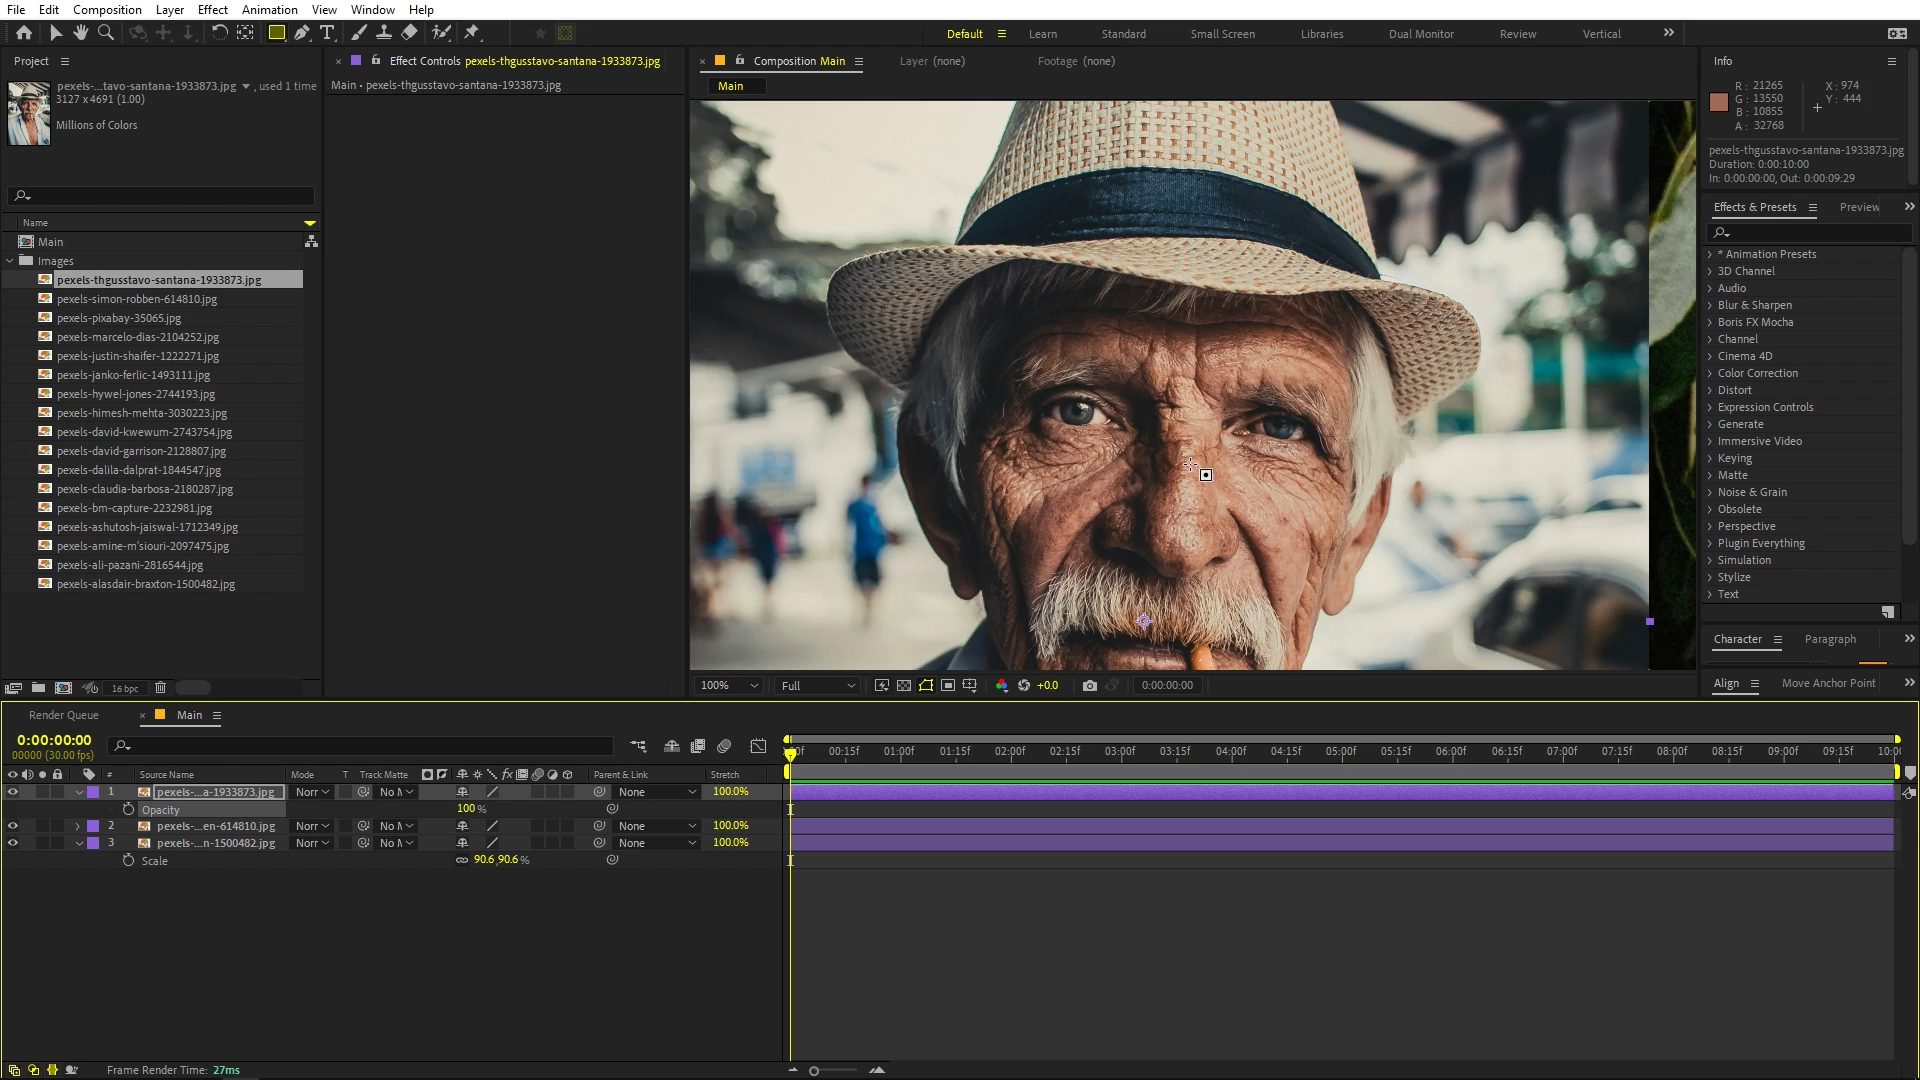 File Edit Composition Layer Effect Animation View Window Help
Default Learn Standard Small Screen Libraries Dual Monitor Review Vertical
Project
pexels-...tavo-santana-1933873.jpg , used 1 time
3127 x 4691 (1.00)
Millions of Colors
Name
Main
Images
pexels-thgusstavo-santana-1933873.jpg
pexels-simon-robben-614810.jpg
pexels-pixabay-35065.jpg
pexels-marcelo-dias-2104252.jpg
pexels-justin-shaifer-1222271.jpg
pexels-janko-ferlic-1493111.jpg
pexels-hywel-jones-2744193.jpg
pexels-himesh-mehta-3030223.jpg
pexels-david-kwewum-2743754.jpg
pexels-david-garrison-2128807.jpg
pexels-dalila-dalprat-1844547.jpg
pexels-claudia-barbosa-2180287.jpg
pexels-bm-capture-2232981.jpg
pexels-ashutosh-jaiswal-1712349.jpg
pexels-amine-m'siouri-2097475.jpg
pexels-ali-pazani-2816544.jpg
pexels-alasdair-braxton-1500482.jpg
16 bpc
Effect Controls pexels-thgusstavo-santana-1933873.jpg
Main • pexels-thgusstavo-santana-1933873.jpg
Composition Main Layer (none) Footage (none)
Main
100% Full +0.0 0:00:00:00
Info
R : 21265 X : 974
G : 13550 Y : 444
B : 10855
A : 32768
pexels-thgusstavo-santana-1933873.jpg
Duration: 0:00:10:00
In: 0:00:00:00, Out: 0:00:09:29
Effects & Presets Preview
* Animation Presets
3D Channel
Audio
Blur & Sharpen
Boris FX Mocha
Channel
Cinema 4D
Color Correction
Distort
Expression Controls
Generate
Immersive Video
Keying
Matte
Noise & Grain
Obsolete
Perspective
Plugin Everything
Simulation
Stylize
Text
Character Paragraph
Align Move Anchor Point
Render Queue Main
0:00:00:00
00000 (30.00 fps)
# Source Name Mode T Track Matte fx Parent & Link Stretch
1 pexels-...a-1933873.jpg Norr No None 100.0%
Opacity 100 %
2 pexels-...en-614810.jpg Norr No None 100.0%
3 pexels-...n-1500482.jpg Norr No None 100.0%
Scale 90.6,90.6 %
00:15f 01:00f 01:15f 02:00f 02:15f 03:00f 03:15f 04:00f 04:15f 05:00f 05:15f 06:00f 06:15f 07:00f 07:15f 08:00f 08:15f 09:00f 09:15f 10:0
Frame Render Time: 27ms